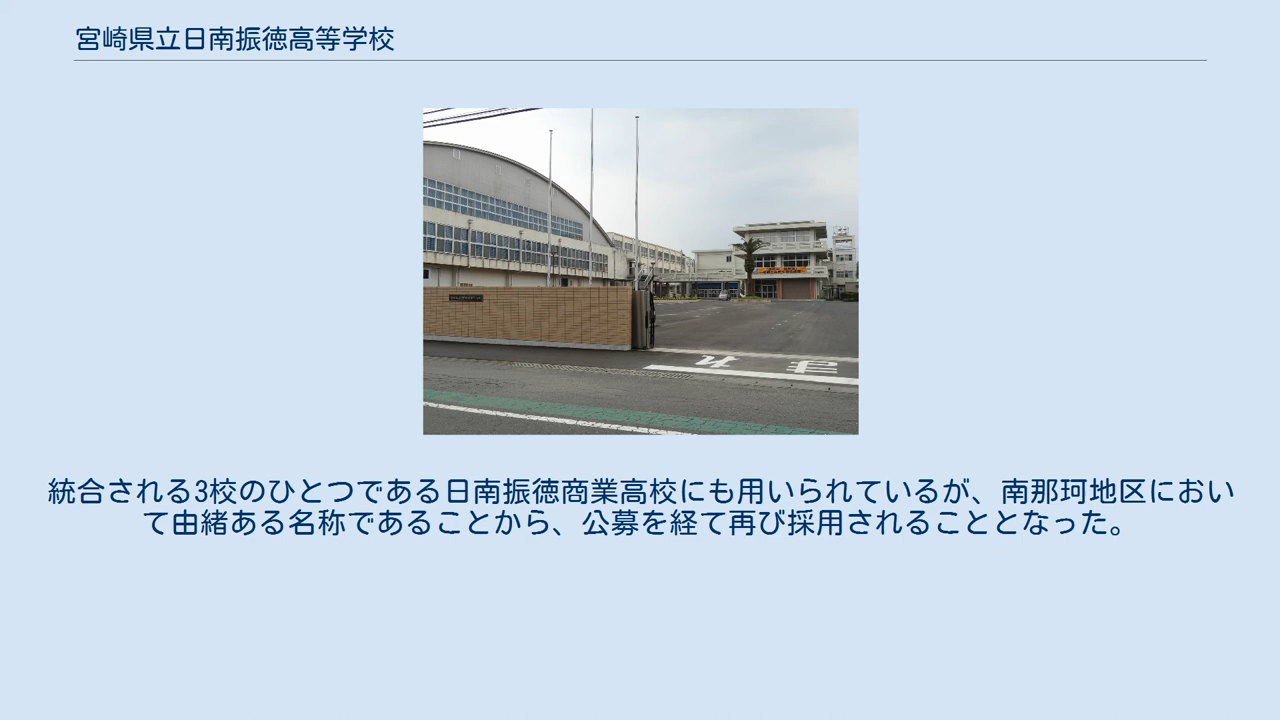 宮崎県立日南振徳高等学校
統合される3校のひとつである日南振徳商業高校にも用いられているが、南那珂地区におい
て由緒ある名称であることから、公募を経て再び採用されることとなった。